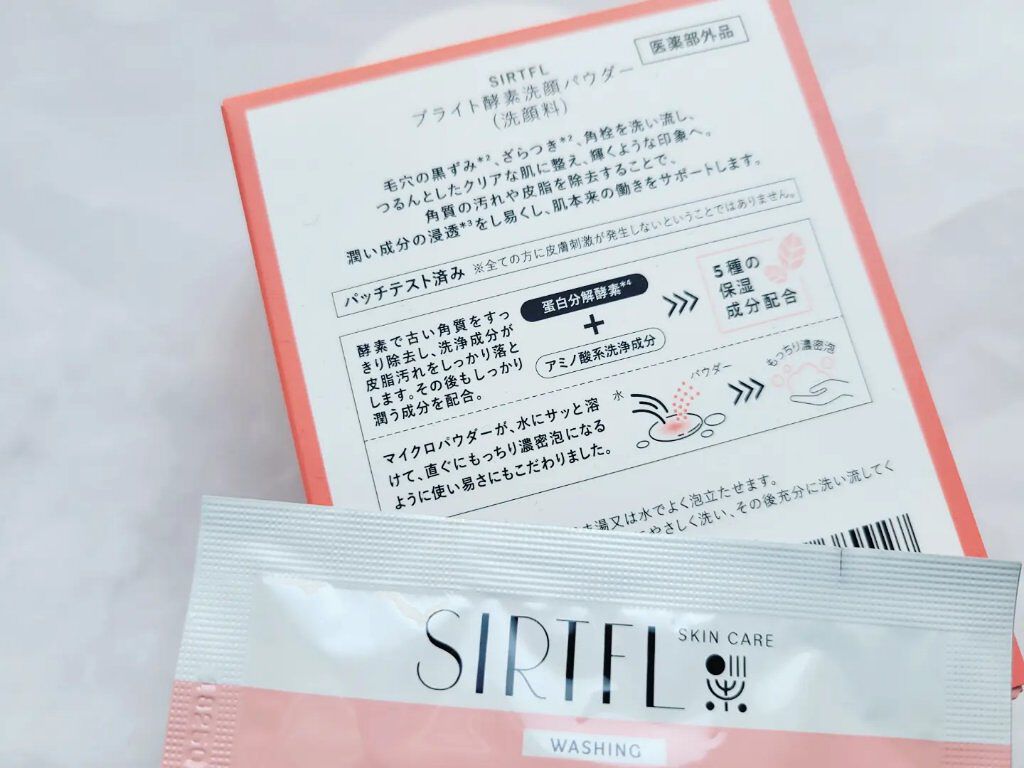 医薬部外品
SIRTFL
ブライト酵素洗顔パウダー
(洗顔料)
毛穴の黒ずみ*2、ざらつき*2、角栓を洗い流し、
つるんとしたクリアな肌に整え、輝くような印象へ。
角質の汚れや皮脂を除去することで、
潤い成分の浸透*3をし易くし、肌本来の働きをサポートします。
パッチテスト済み ※全ての方に皮膚刺激が発生しないということではありません。
酵素で古い角質をすっ
きり除去し、洗浄成分が
皮脂汚れをしっかり落と
します。その後もしっかり
潤う成分を配合。
蛋白分解酵素*4
+
アミノ酸系洗浄成分
5種の
保湿
成分配合
マイクロパウダーが、水にサッと溶
けて、直ぐにもっちり濃密泡になる
ように使い易さにもこだわりました。
水
パウダー
もっちり濃密泡
湯又は水でよく泡立たせます。
にやさしく洗い、その後充分に洗い流してく
SIRTFL
SKIN CARE
WASHING